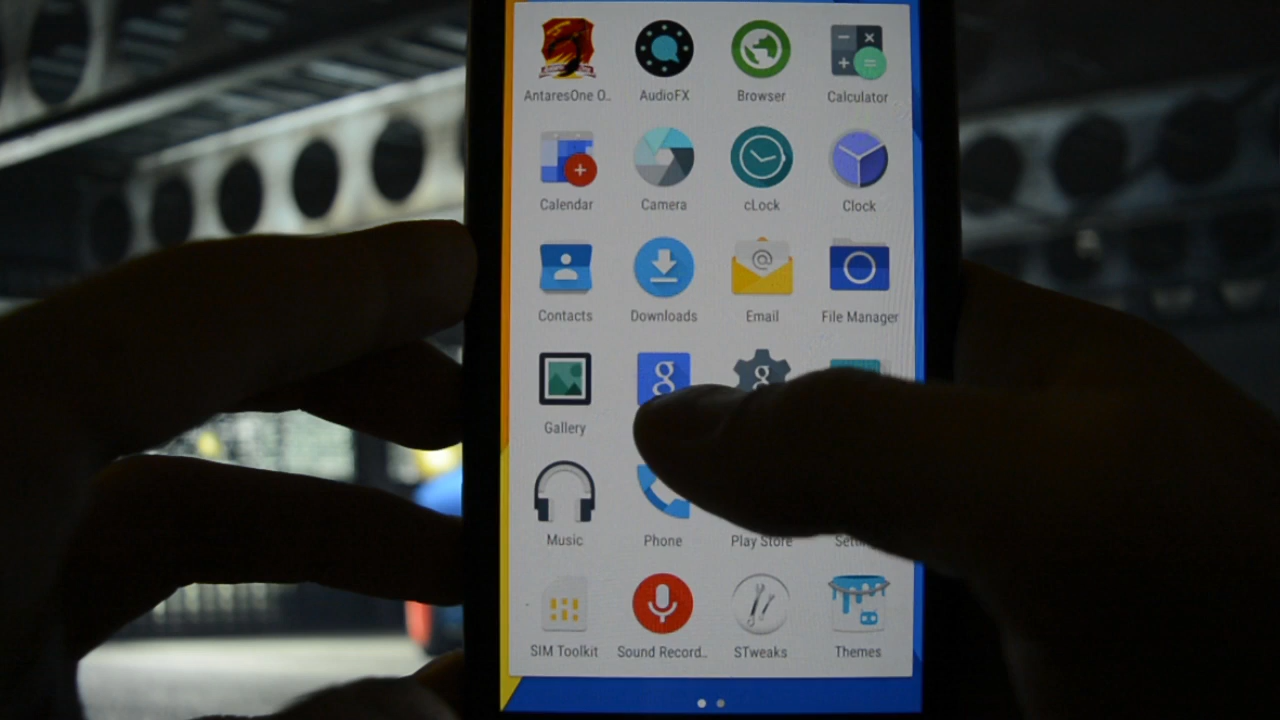 AntaresOne O..
AudioFX
Browser
Calculator
Calendar
Camera
cLock
Clock
Contacts
Downloads
Email
File Manager
Gallery
g
g
Music
Phone
Play Store
SIM Toolkit
Sound Record..
STweaks
Themes